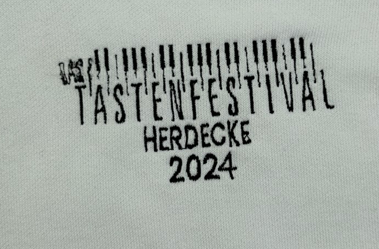 DAS
TASTENFESTIVAL
HERDECKE
2024